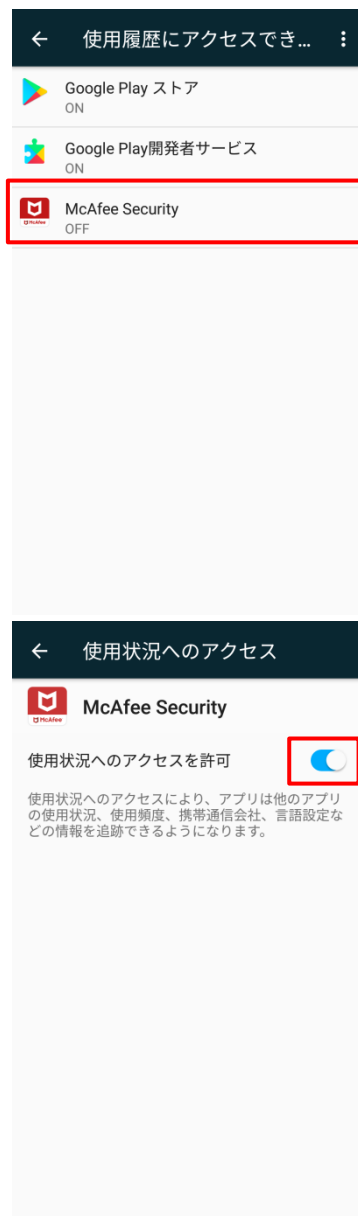 使用履歴にアクセスでき...
Google Play ストア
ON
Google Play開発者サービス
ON
McAfee
McAfee Security
OFF
使用状況へのアクセス
McAfee
McAfee Security
使用状況へのアクセスを許可
使用状況へのアクセスにより、アプリは他のアプリ
の使用状況、使用頻度、携帯通信会社、言語設定な
どの情報を追跡できるようになります。